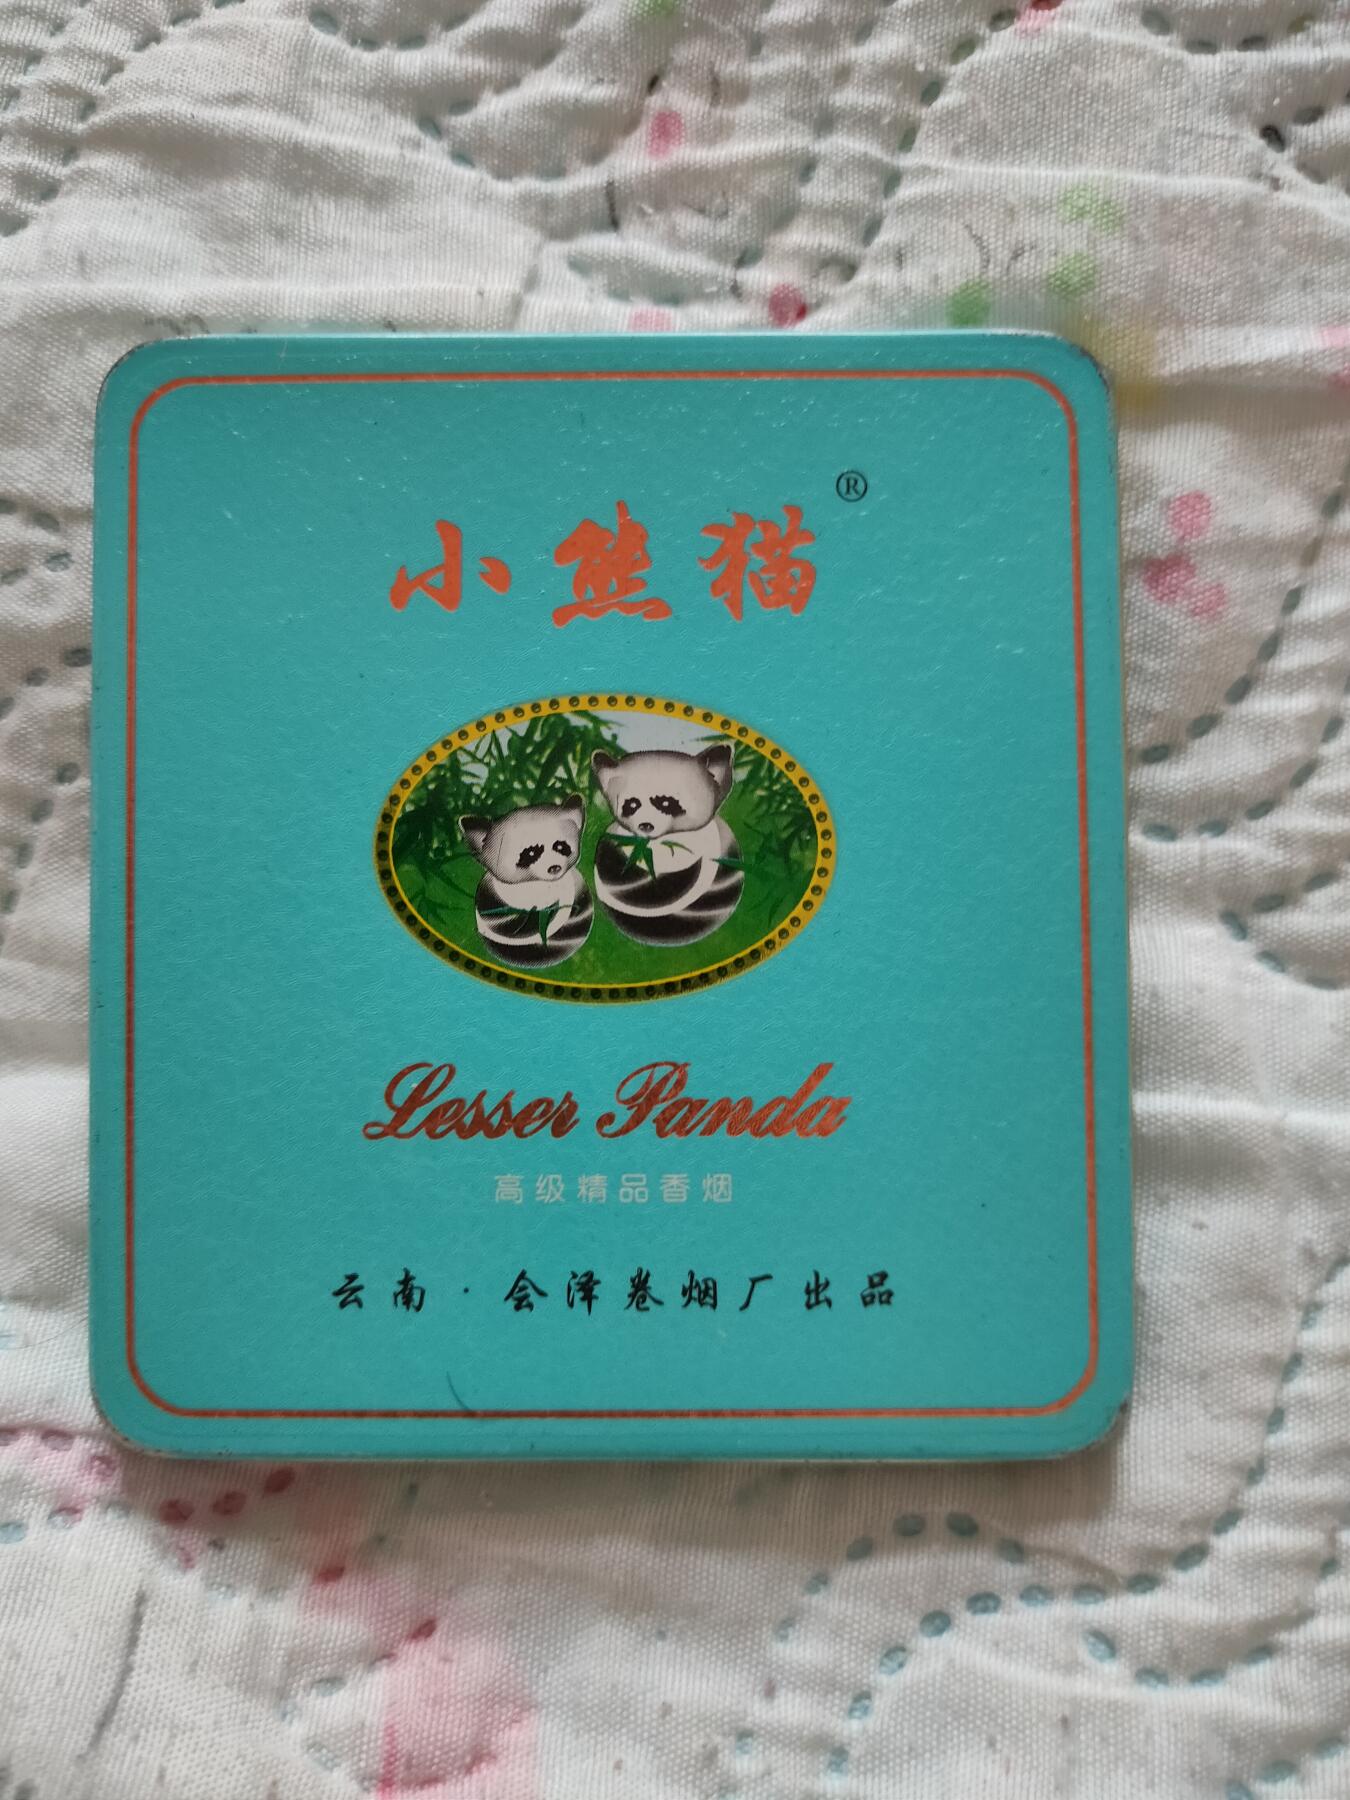 小熊猫®
Lesser Panda
高级精品香烟
云南·会泽卷烟厂出品